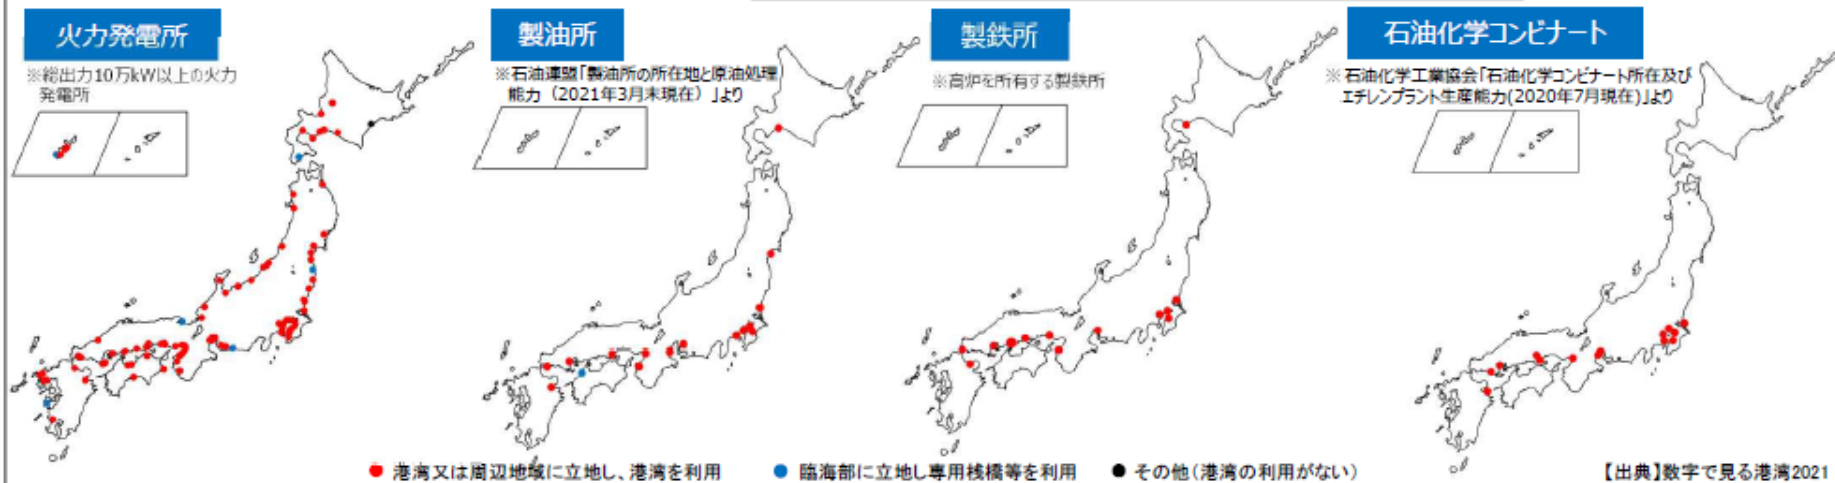 火力発電所
※総出力10万kW以上の火力
発電所
製油所
※石油連盟「製油所の所在地と原油処理
能力（2021年3月末現在）」より
製鉄所
※高炉を所有する製鉄所
石油化学コンビナート
※石油化学工業協会「石油化学コンビナート所在及び
エチレンプラント生産能力(2020年7月現在)」より
港湾又は周辺地域に立地し、港湾を利用
臨海部に立地し専用桟橋等を利用
その他(港湾の利用がない)
【出典】数字で見る港湾2021